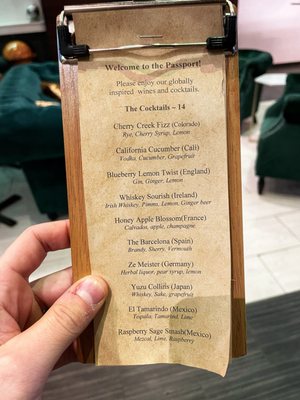 Welcome to the Passport!
Please enjoy our globally
inspired wines and cocktails.
The Cocktails ~ 14
Cherry Creek Fizz (Colorado)
Rye, Cherry Syrup, Lemon
California Cucumber (Cali)
Vodka, Cucumber, Grapefruit
Blueberry Lemon Twist (England)
Gin, Ginger, Lemon
Whiskey Sourish (Ireland)
Irish Whiskey, Pimms, Lemon, Ginger beer
Honey Apple Blossom(France)
Calvados, apple, champagne
The Barcelona (Spain)
Brandy, Sherry, Vermouth
Ze Meister (Germany)
Herbal liquor, pear syrup, lemon
Yuzu Collins (Japan)
Whiskey, Sake, grapefruit
El Tamarindo (Mexico)
Tequila, Tamarind, Lime
Raspberry Sage Smash(Mexico)
Mezcal, Lime, Raspberry